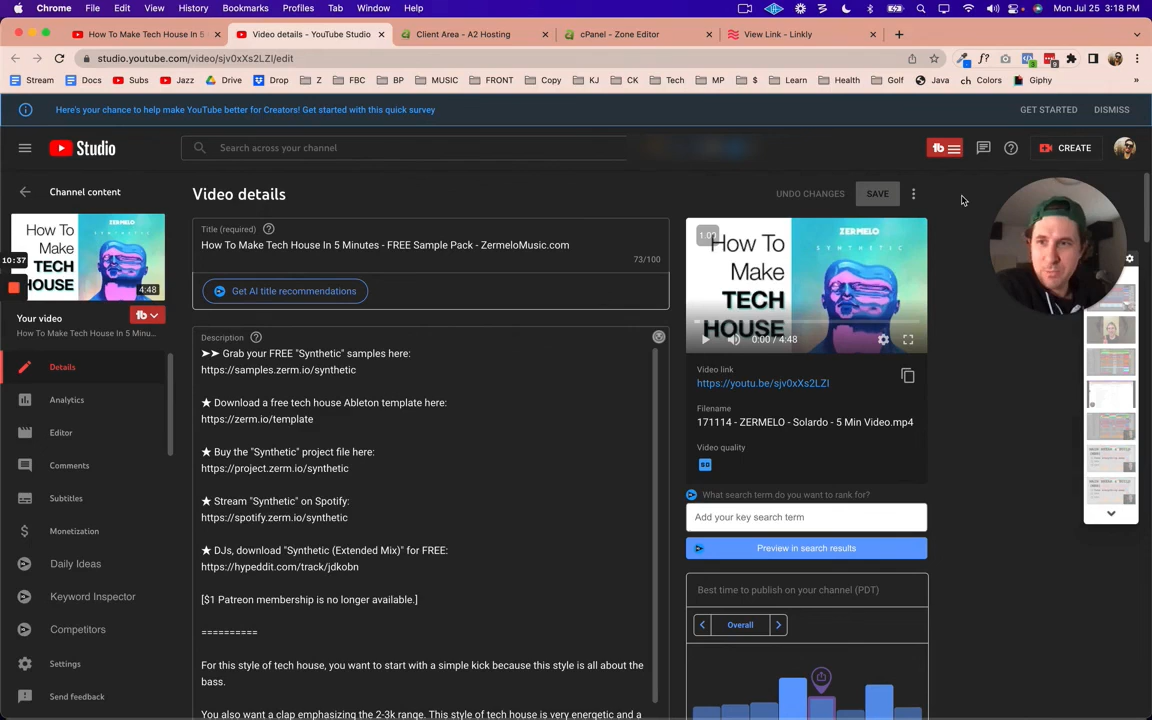 Chrome File Edit View History Bookmarks Profiles Tab Window Help
Mon Jul 25 3:18 PM
How To Make Tech House In 5
Video details - YouTube Studio
Client Area - A2 Hosting
cPanel - Zone Editor
View Link - Linkly
studio.youtube.com/video/sjv0xXs2LZI/edit
Stream Docs Subs Jazz Drive Drop Z FBC BP MUSIC FRONT Copy KJ CK Tech MP $ Learn Health Golf Java Colors Giphy
Here's your chance to help make YouTube better for Creators! Get started with this quick survey
GET STARTED DISMISS
Studio
Search across your channel
CREATE
Channel content
Video details
UNDO CHANGES SAVE
How To
Make
TECH
HOUSE
ZERMELO
SYNTHETIC
10:37
4:48
Your video
How To Make Tech House In 5 Minu...
Details
Analytics
Editor
Comments
Subtitles
Monetization
Daily Ideas
Keyword Inspector
Competitors
Settings
Send feedback
Title (required)
How To Make Tech House In 5 Minutes - FREE Sample Pack - ZermeloMusic.com
73/100
Get AI title recommendations
Description
➤➤ Grab your FREE "Synthetic" samples here:
https://samples.zerm.io/synthetic
★ Download a free tech house Ableton template here:
https://zerm.io/template
★ Buy the "Synthetic" project file here:
https://project.zerm.io/synthetic
★ Stream "Synthetic" on Spotify:
https://spotify.zerm.io/synthetic
★ DJs, download "Synthetic (Extended Mix)" for FREE:
https://hypeddit.com/track/jdkobn
[$1 Patreon membership is no longer available.]
==========
For this style of tech house, you want to start with a simple kick because this style is all about the
bass.
You also want a clap emphasizing the 2-3k range. This style of tech house is very energetic and a
How To
Make
TECH
HOUSE
ZERMELO
SYNTHETIC
0:00 / 4:48
Video link
https://youtu.be/sjv0xXs2LZI
Filename
171114 - ZERMELO - Solardo - 5 Min Video.mp4
Video quality
SD
What search term do you want to rank for?
Add your key search term
Preview in search results
Best time to publish on your channel (PDT)
Overall